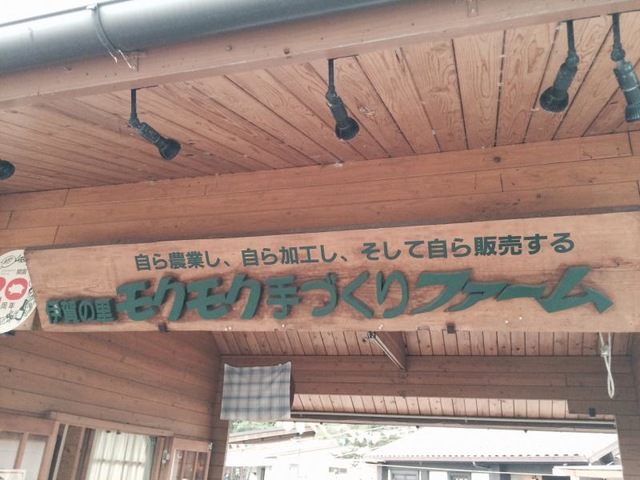 自ら農業し、自ら加工し、そして自ら販売する
伊賀の里 モクモク手づくりファーム